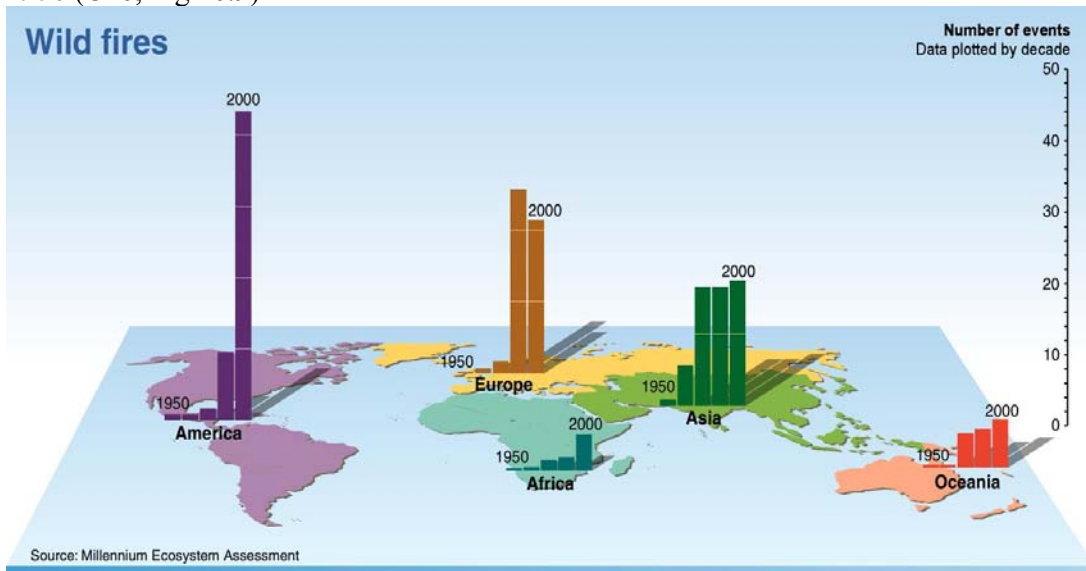 Wild fires
Number of events
Data plotted by decade
50
40
30
20
10
0
2000
1950
America
2000
1950
Europe
2000
1950
Asia
2000
1950
Africa
2000
1950
Oceania
Source: Millennium Ecosystem Assessment